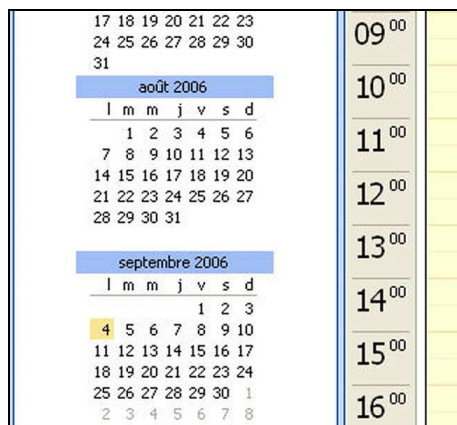 17 18 19 20 21 22 23
24 25 26 27 28 29 30
31
août 2006
l m m j v s d
1 2 3 4 5 6
7 8 9 10 11 12 13
14 15 16 17 18 19 20
21 22 23 24 25 26 27
28 29 30 31
septembre 2006
l m m j v s d
1 2 3
4 5 6 7 8 9 10
11 12 13 14 15 16 17
18 19 20 21 22 23 24
25 26 27 28 29 30 1
2 3 4 5 6 7 8
09 00
10 00
11 00
12 00
13 00
14 00
15 00
16 00